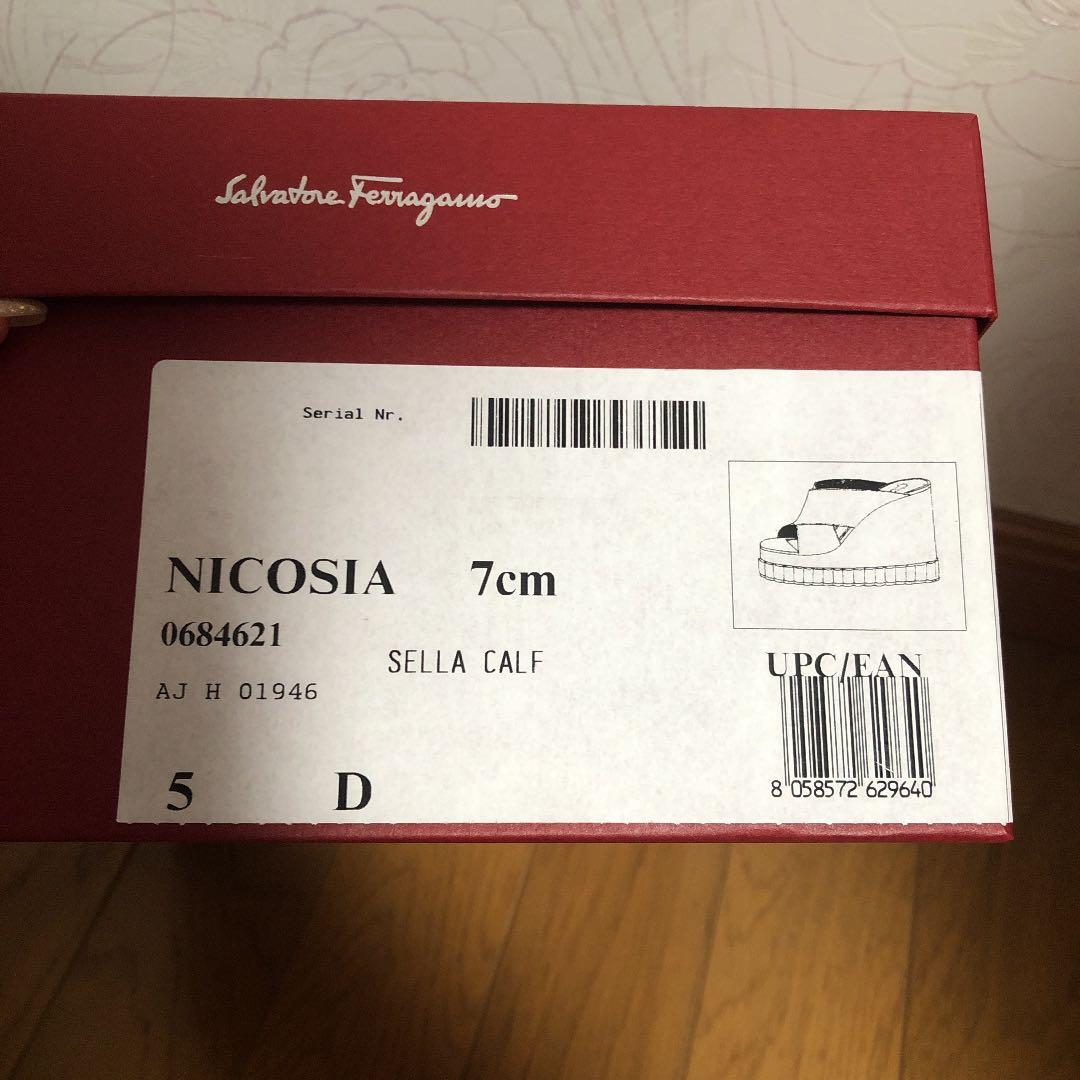 Salvatore Ferragamo
Serial Nr.
NICOSIA 7cm
0684621
SELLA CALF
AJ H 01946
UPC/EAN
5 D
8 058572 629640